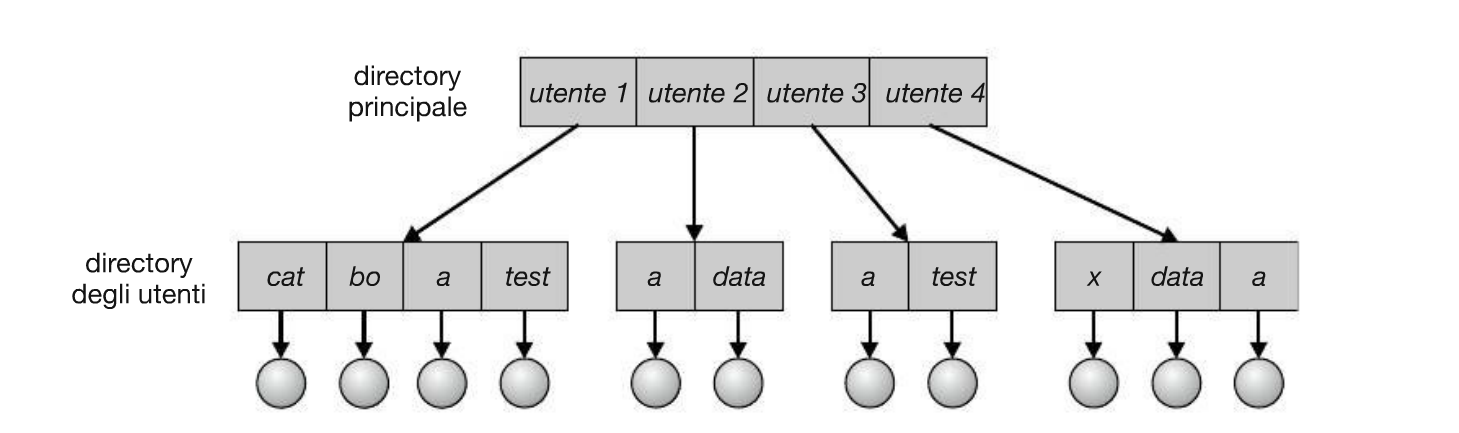 directory
principale
utente 1 utente 2 utente 3 utente 4
directory
degli utenti
cat bo a test a data a test x data a